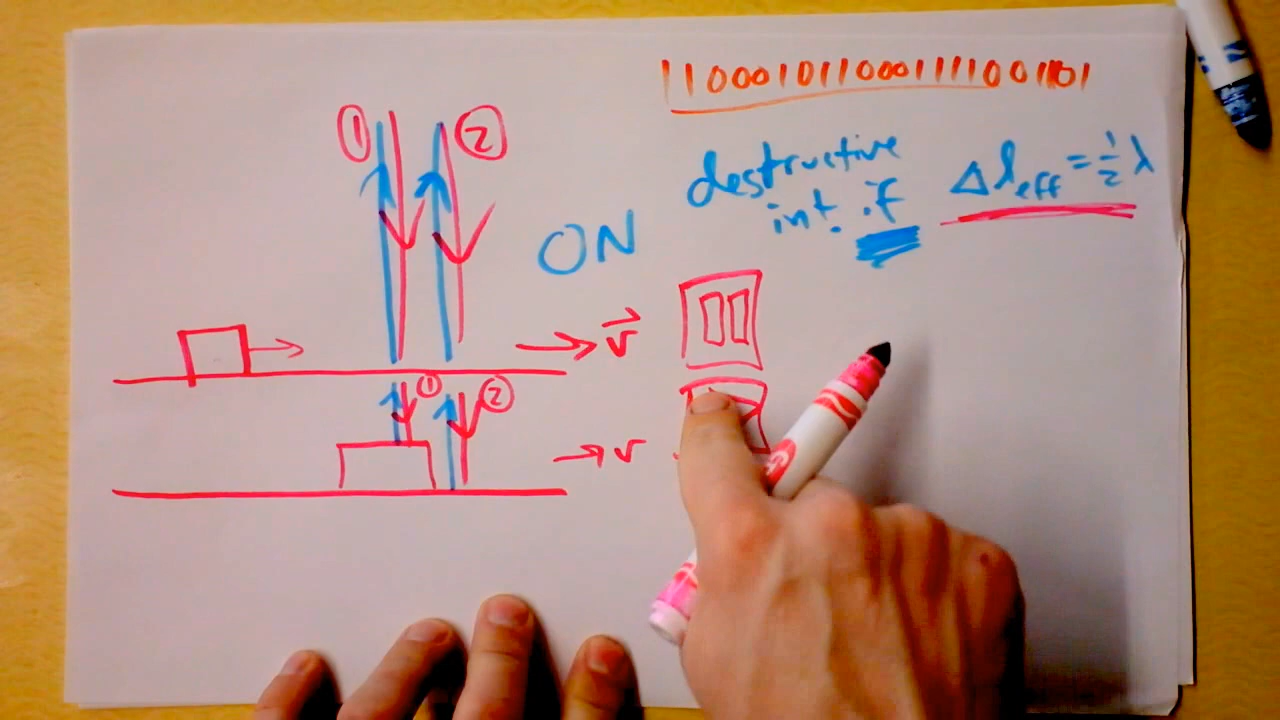 1100010110001111001101
① ②
destructive
int. if Δl_eff = ½ λ
ON
v⃗
① ②
v